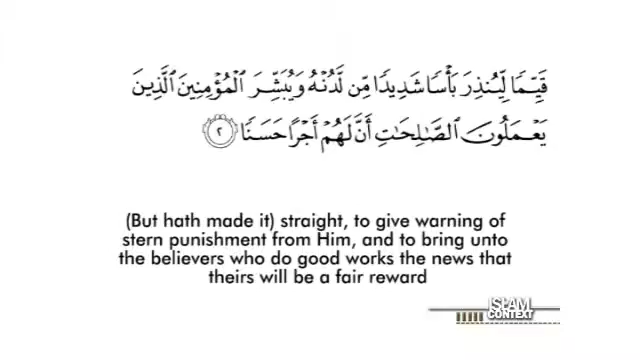 قَيِّمًا لِّيُنذِرَ بَأْسًا شَدِيدًا مِّن لَّدُنْهُ وَيُبَشِّرَ الْمُؤْمِنِينَ الَّذِينَ
يَعْمَلُونَ الصَّـٰلِحَـٰتِ أَنَّ لَهُمْ أَجْرًا حَسَنًا ٢
(But hath made it) straight, to give warning of
stern punishment from Him, and to bring unto
the believers who do good works the news that
theirs will be a fair reward
ISLAM
CONTEXT